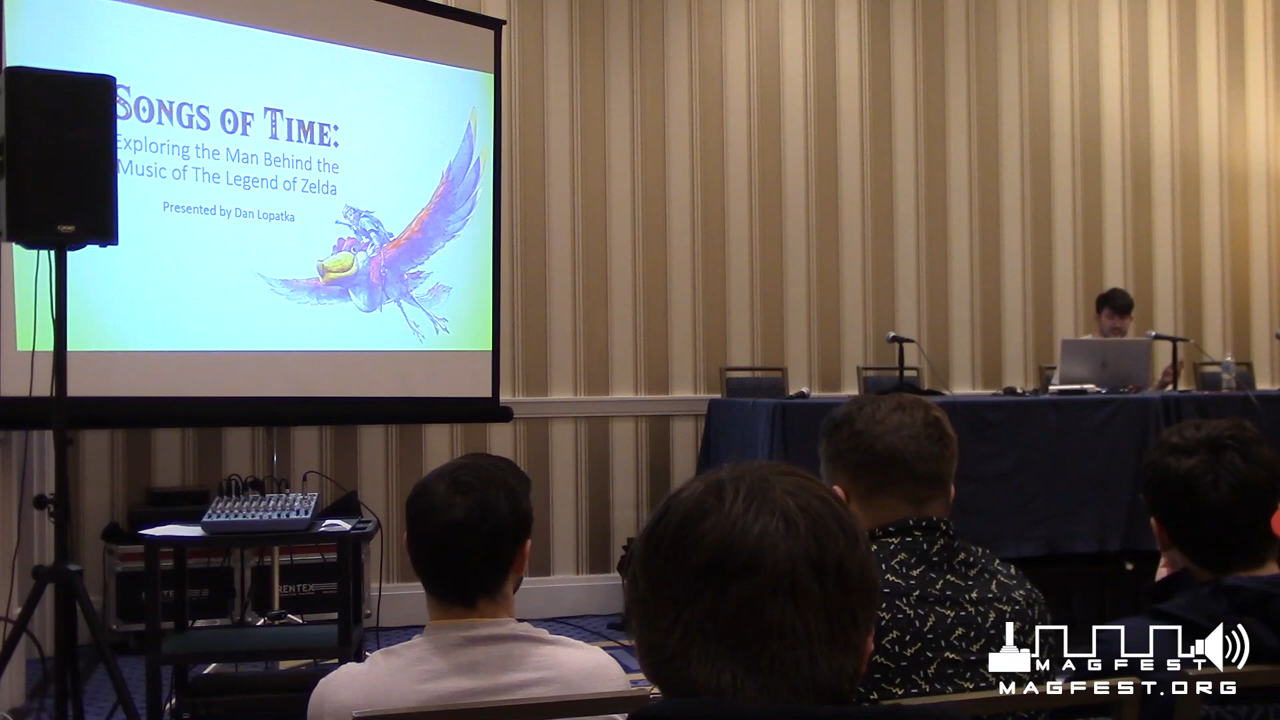 SONGS OF TIME:
Exploring the Man Behind the
Music of The Legend of Zelda
Presented by Dan Lopatka
RENTEX
MAGFEST
MAGFEST.ORG